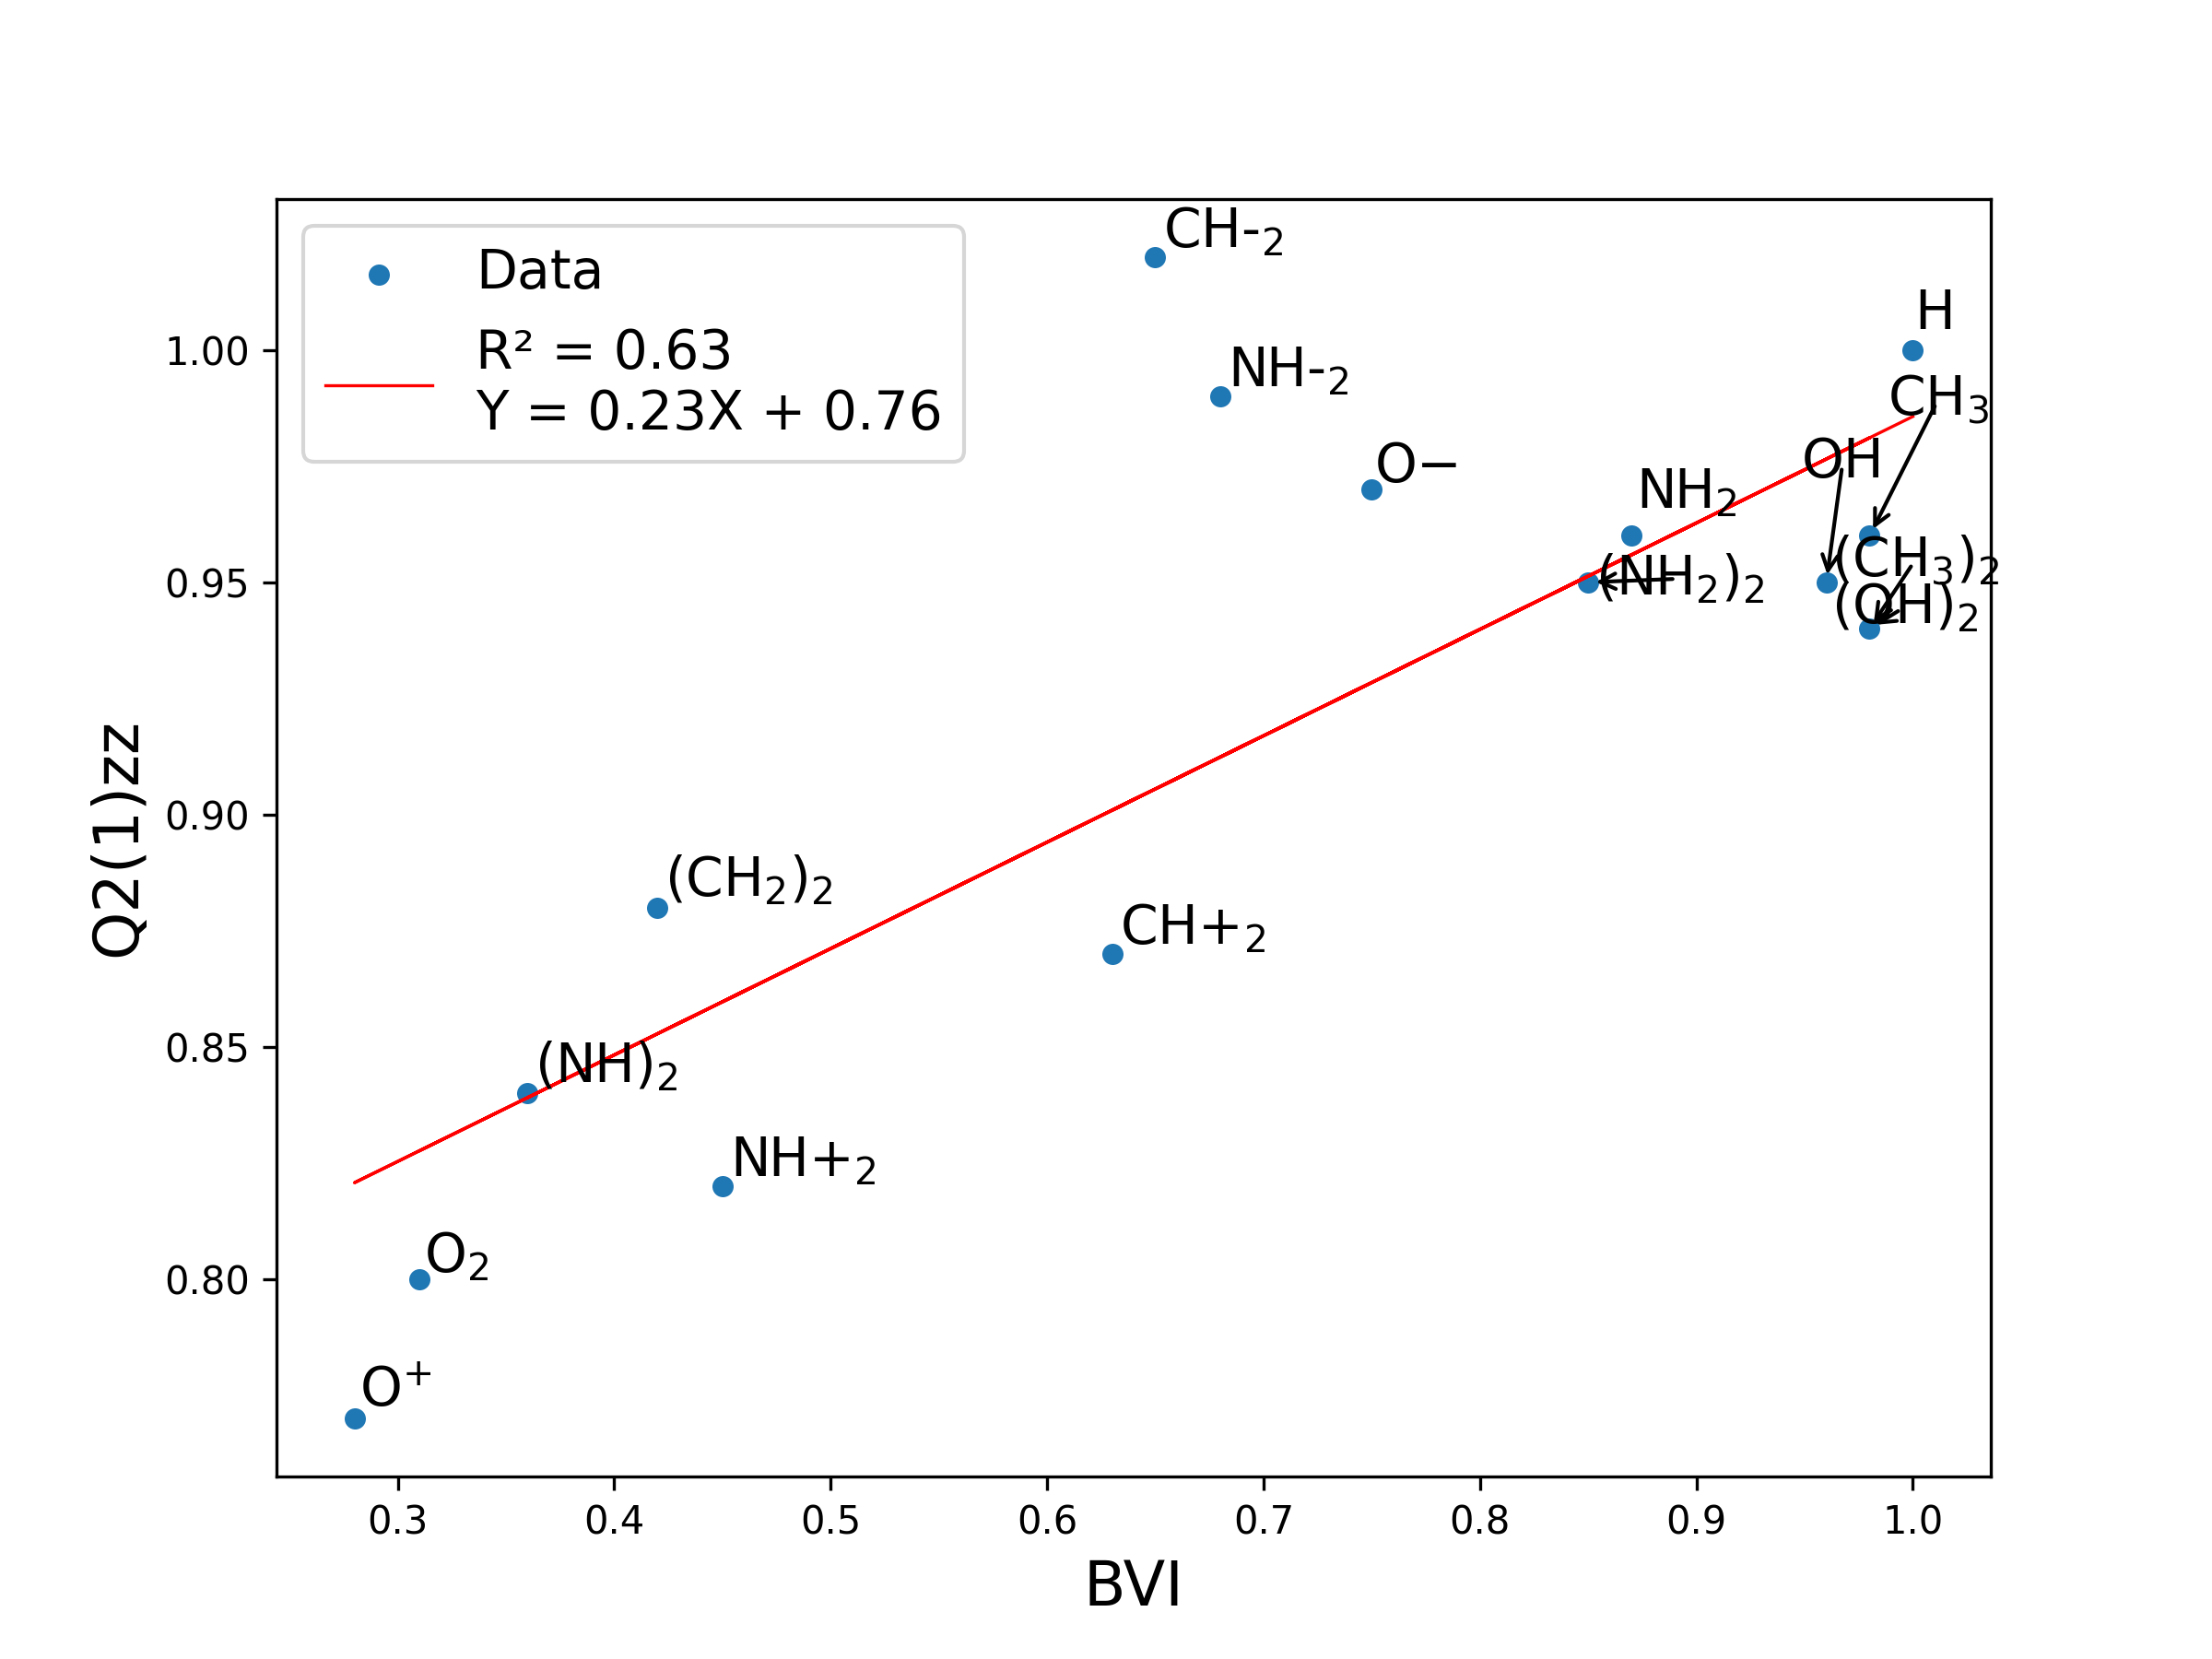 Data
R² = 0.63
Y = 0.23X + 0.76
CH-₂
H
NH-₂
CH₃
O−
OH
NH₂
(CH₃)₂
(NH₂)₂
(OH)₂
(CH₂)₂
CH+₂
(NH)₂
NH+₂
O₂
O⁺
1.00
0.95
0.90
0.85
0.80
Q2(1)zz
0.3 0.4 0.5 0.6 0.7 0.8 0.9 1.0
BVI